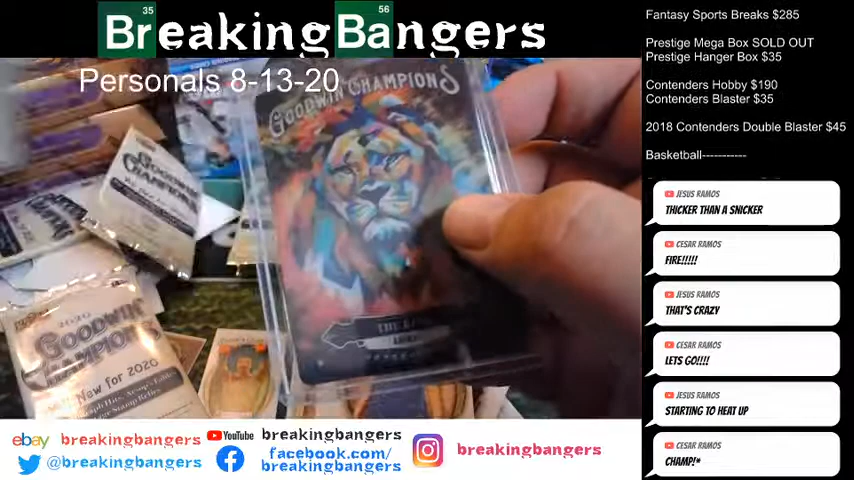 35
56
BreakingBangers
Personals 8-13-20
GOODWIN CHAMPIONS
GOODWIN
CHAMPIONS
2020
GOODWIN
CHAMPIONS
New for 2020
Fantasy Sports Breaks $285
Prestige Mega Box SOLD OUT
Prestige Hanger Box $35
Contenders Hobby $190
Contenders Blaster $35
2018 Contenders Double Blaster $45
Basketball-----------
JESUS RAMOS
THICKER THAN A SNICKER
CESAR RAMOS
FIRE!!!!!
JESUS RAMOS
THAT'S CRAZY
CESAR RAMOS
LETS GO!!!!
JESUS RAMOS
STARTING TO HEAT UP
CESAR RAMOS
CHAMP!*
ebay breakingbangers
YouTube breakingbangers
@breakingbangers
facebook.com/
breakingbangers
breakingbangers